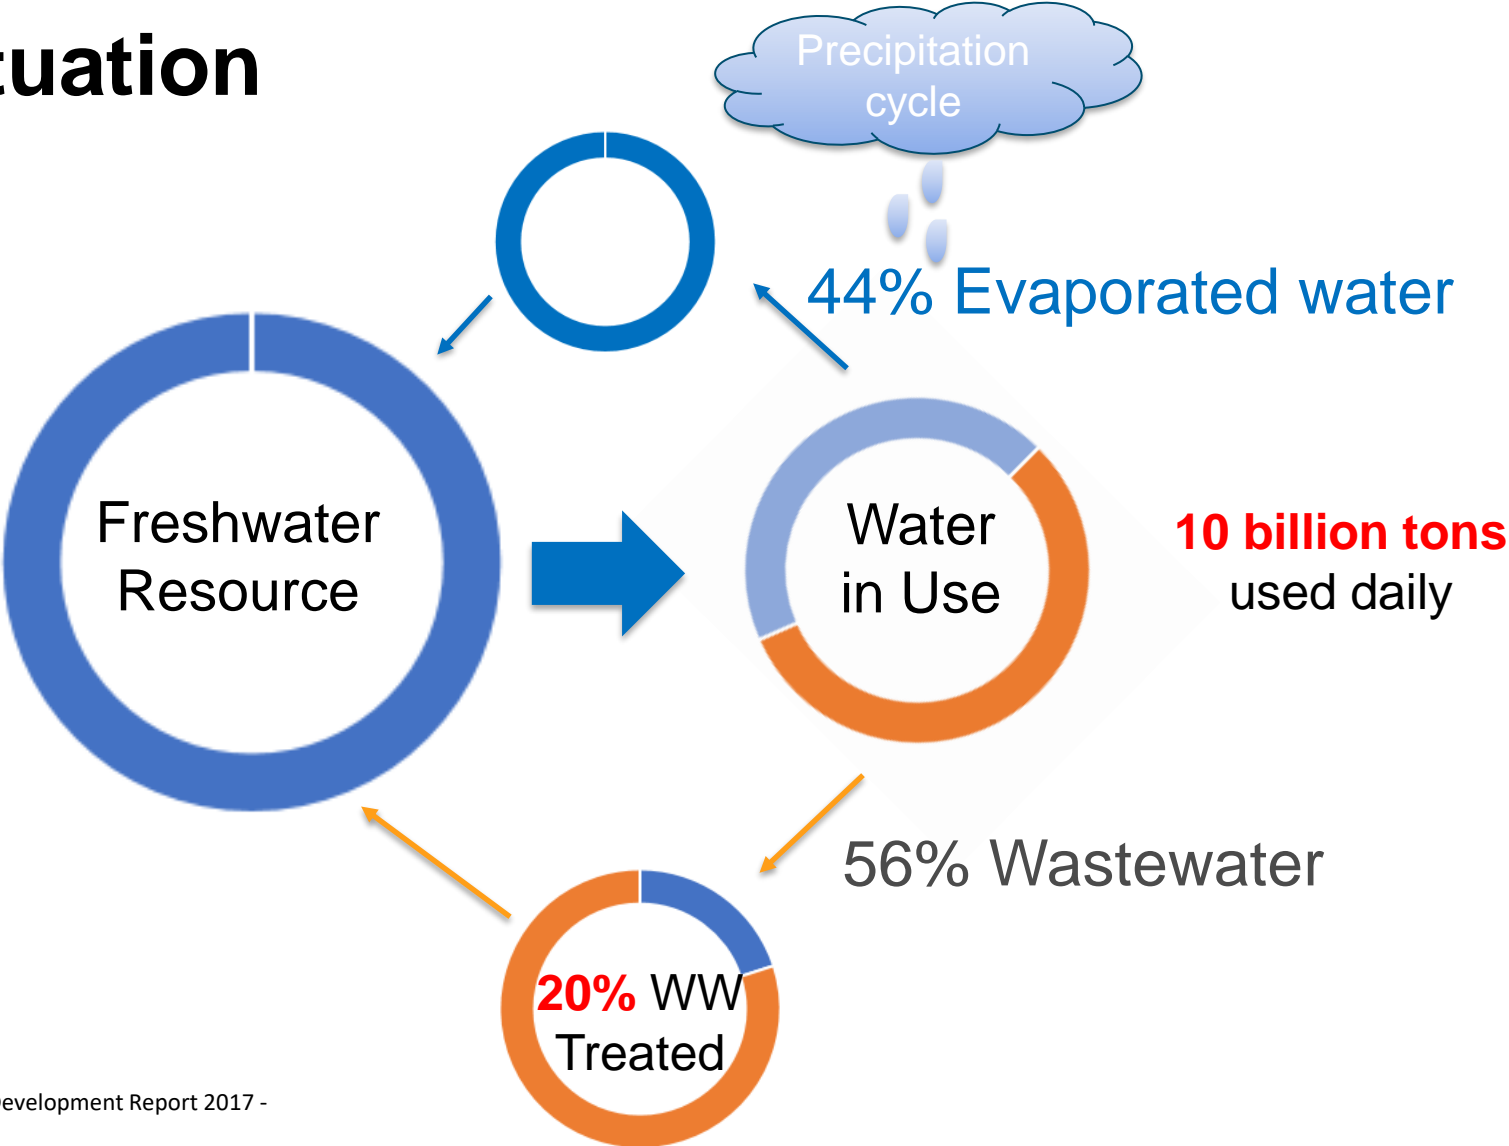 tuation
Precipitation
cycle
44% Evaporated water
Freshwater
Resource
Water
in Use
10 billion tons
used daily
56% Wastewater
20% WW
Treated
Development Report 2017 -